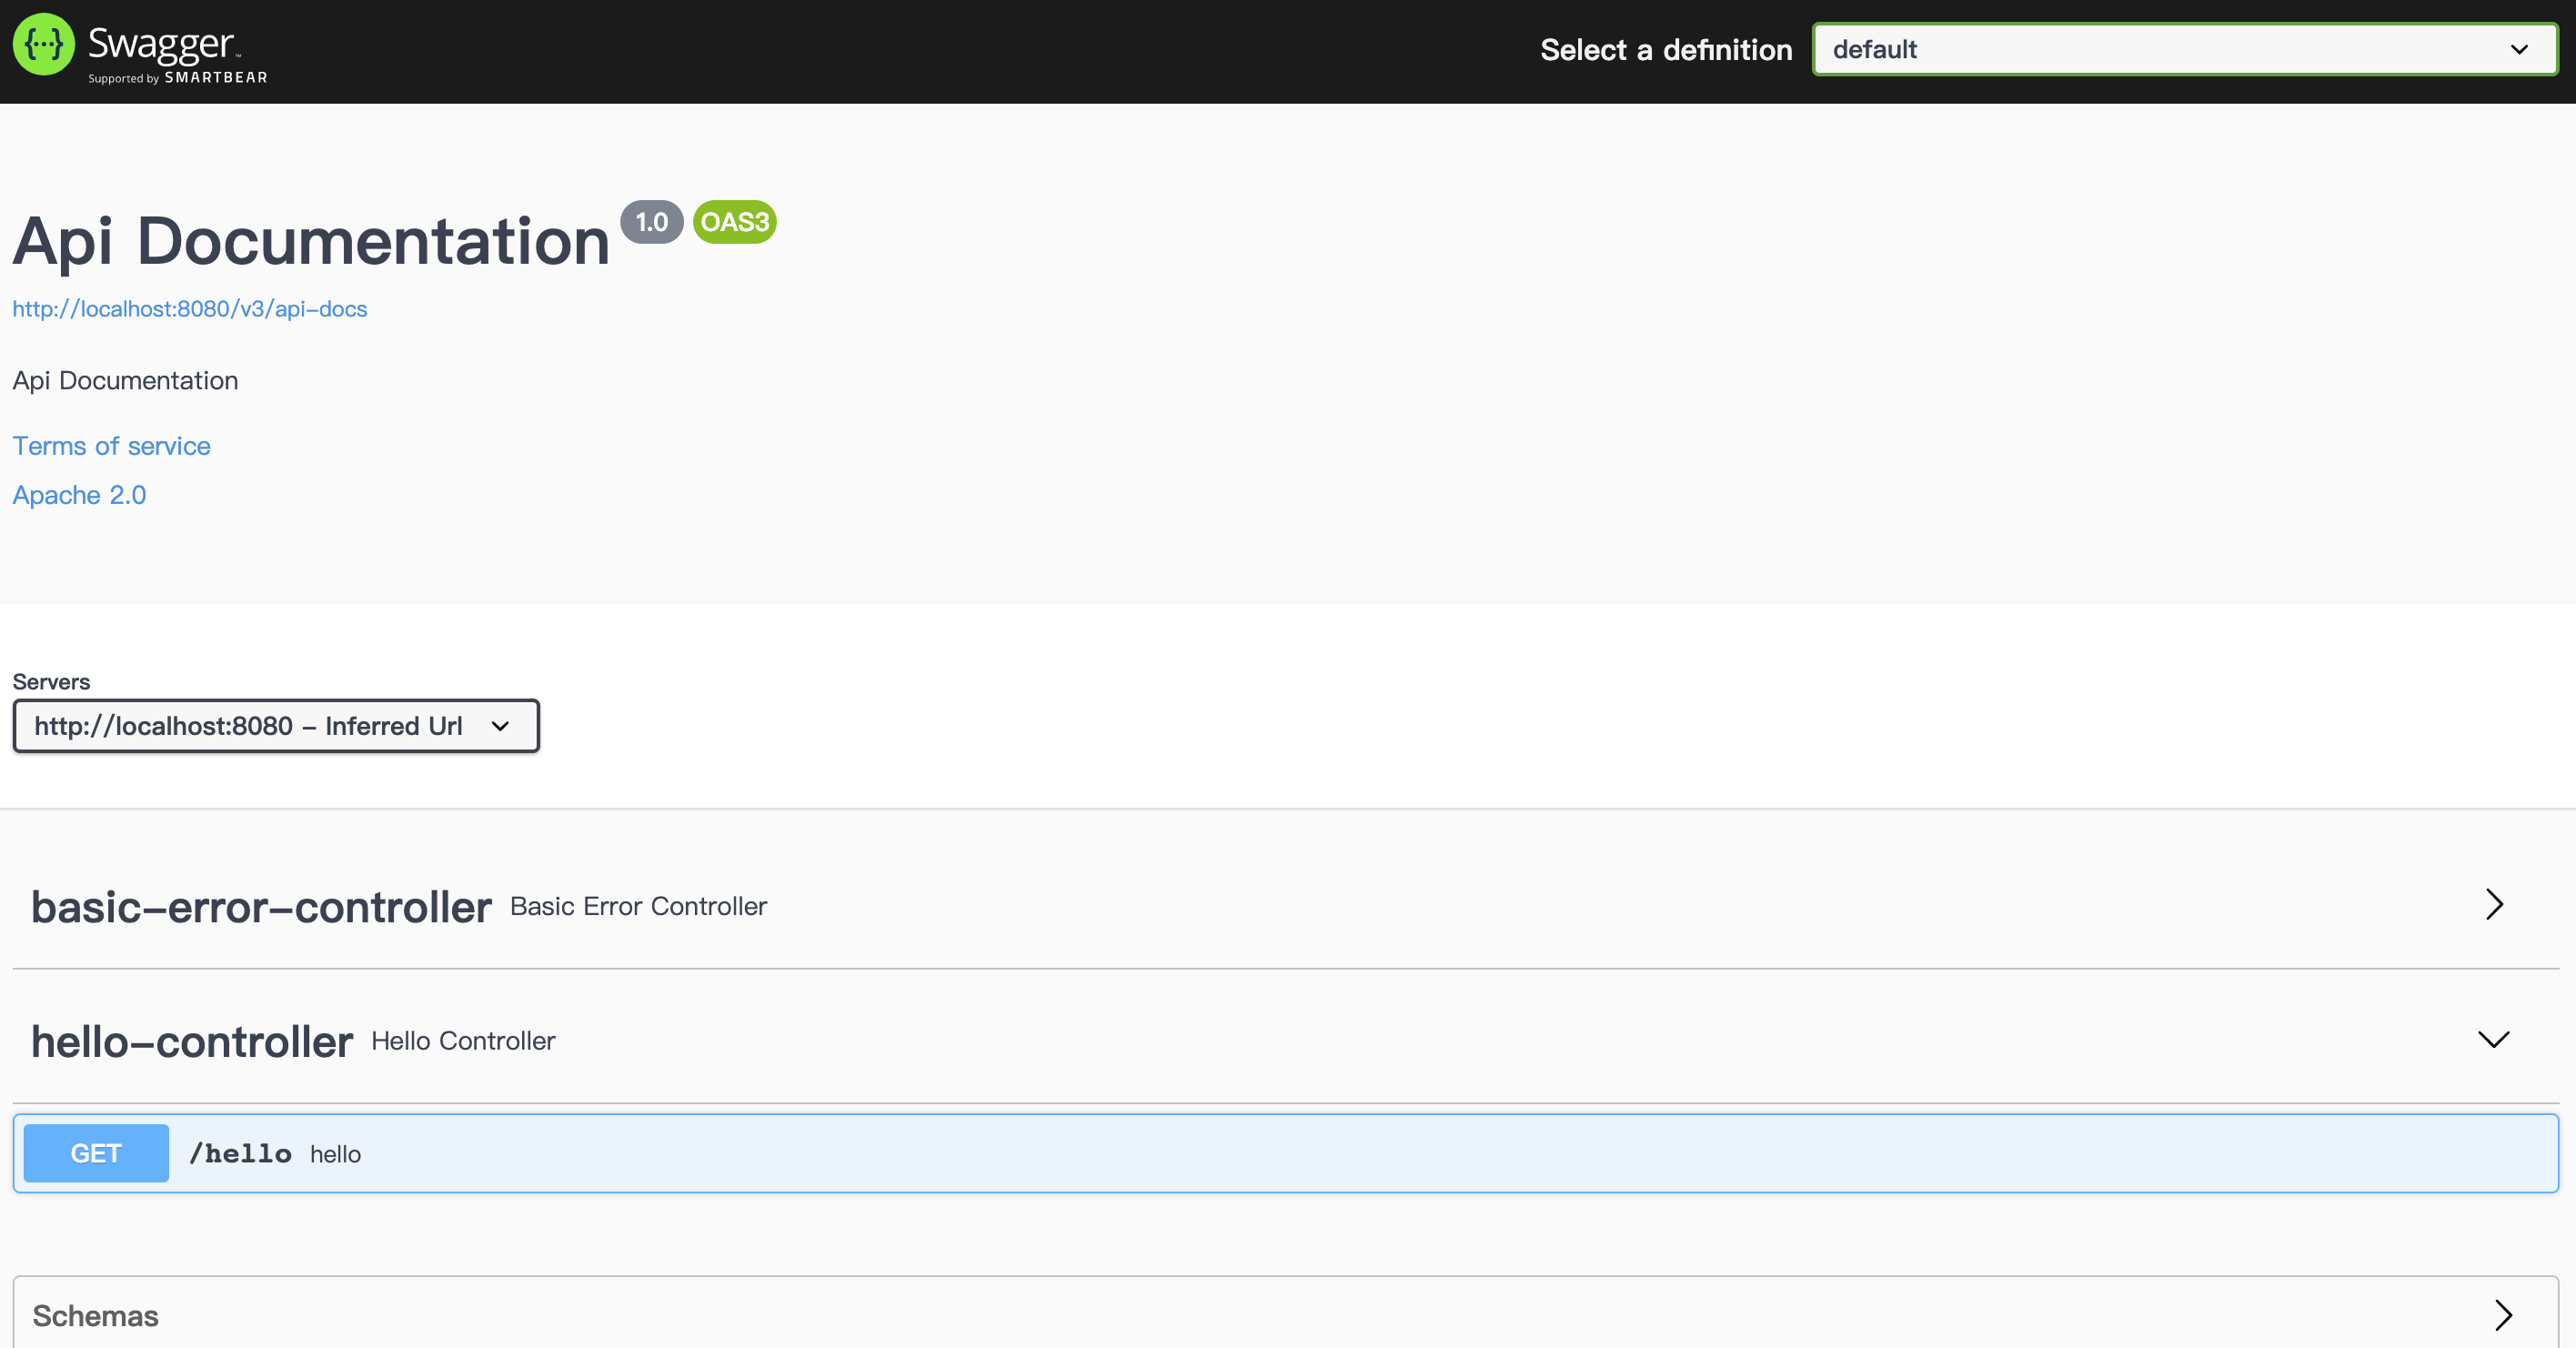 {···} Swagger™
Supported by SMARTBEAR
Select a definition
default
Api Documentation 1.0 OAS3
http://localhost:8080/v3/api-docs
Api Documentation
Terms of service
Apache 2.0
Servers
http://localhost:8080 - Inferred Url
basic-error-controller Basic Error Controller
hello-controller Hello Controller
GET /hello hello
Schemas